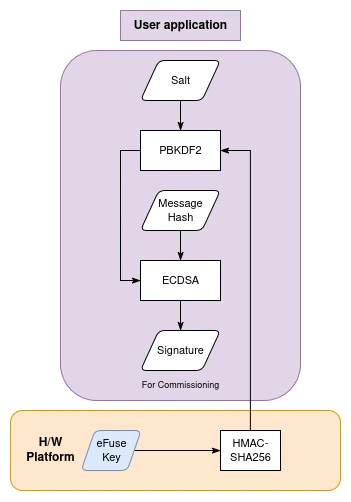 User application
Salt
PBKDF2
Message
Hash
ECDSA
Signature
For Commissioning
H/W
Platform
eFuse
Key
HMAC-
SHA256